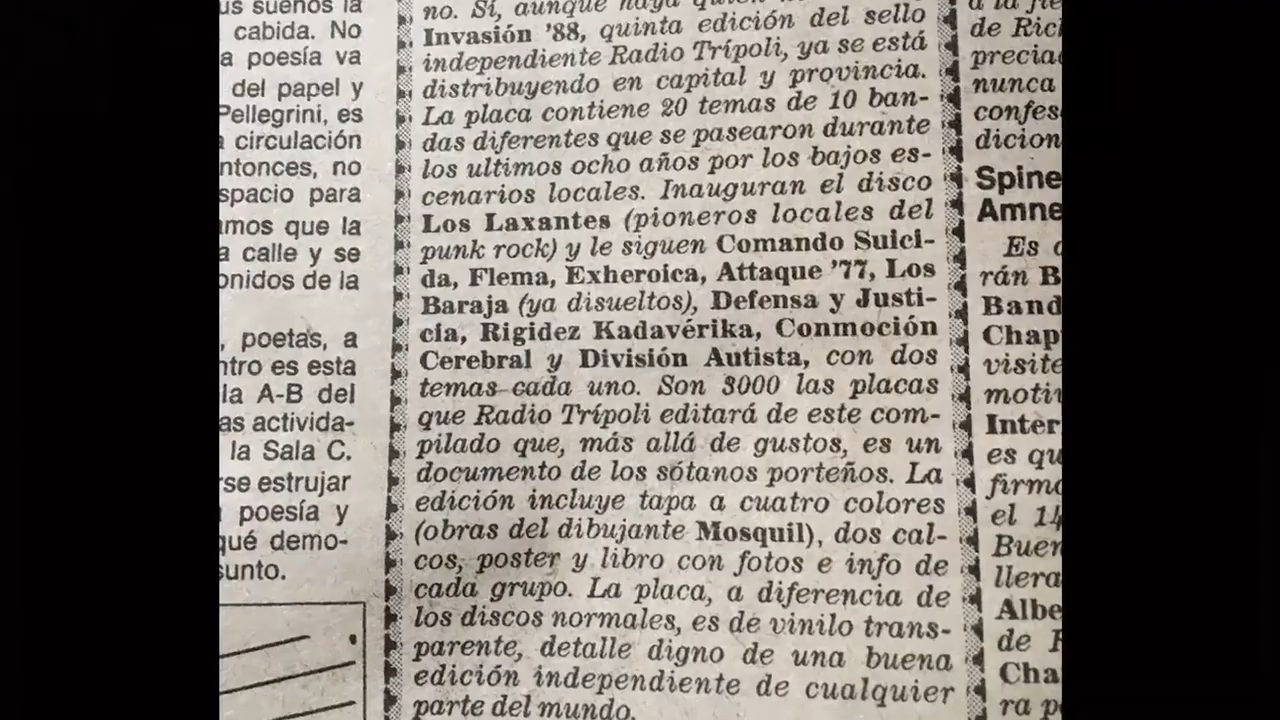 us sueños la
cabida. No
a poesía va
del papel y
Pellegrini, es
circulación
ntonces, no
spacio para
amos que la
a calle y se
onidos de la
, poetas, a
ntro es esta
la A-B del
as activida-
la Sala C.
rse estrujar
poesía y
qué demo-
sunto.
no. Sí, aunque haya
Invasión '88, quinta edición del sello
independiente Radio Trípoli, ya se está
distribuyendo en capital y provincia.
La placa contiene 20 temas de 10 ban-
das diferentes que se pasearon durante
los ultimos ocho años por los bajos es-
cenarios locales. Inauguran el disco
Los Laxantes (pioneros locales del
punk rock) y le siguen Comando Suici-
da, Flema, Exheroica, Attaque '77, Los
Baraja (ya disueltos), Defensa y Justi-
cia, Rigidez Kadavérika, Conmoción
Cerebral y División Autista, con dos
temas cada uno. Son 3000 las placas
que Radio Trípoli editará de este com-
pilado que, más allá de gustos, es un
documento de los sótanos porteños. La
edición incluye tapa a cuatro colores
(obras del dibujante Mosquil), dos cal-
cos, poster y libro con fotos e info de
cada grupo. La placa, a diferencia de
los discos normales, es de vinilo trans-
parente, detalle digno de una buena
edición independiente de cualquier
parte del mundo.
de Rich
preciad
nunca
confes
dicion
Spine
Amne
Es
rán B
Band
Chap
visite
motiv
Inter
es qu
firma
el 14
Buen
llera
Albe
de
Cha
ra p